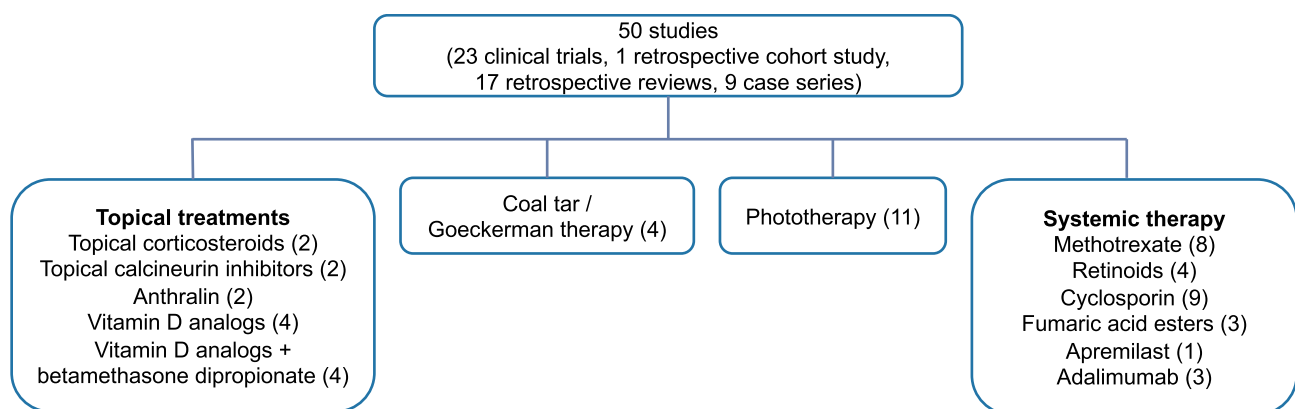 50 studies
(23 clinical trials, 1 retrospective cohort study,
17 retrospective reviews, 9 case series)
Topical treatments
Topical corticosteroids (2)
Topical calcineurin inhibitors (2)
Anthralin (2)
Vitamin D analogs (4)
Vitamin D analogs +
betamethasone dipropionate (4)
Coal tar /
Goeckerman therapy (4)
Phototherapy (11)
Systemic therapy
Methotrexate (8)
Retinoids (4)
Cyclosporin (9)
Fumaric acid esters (3)
Apremilast (1)
Adalimumab (3)